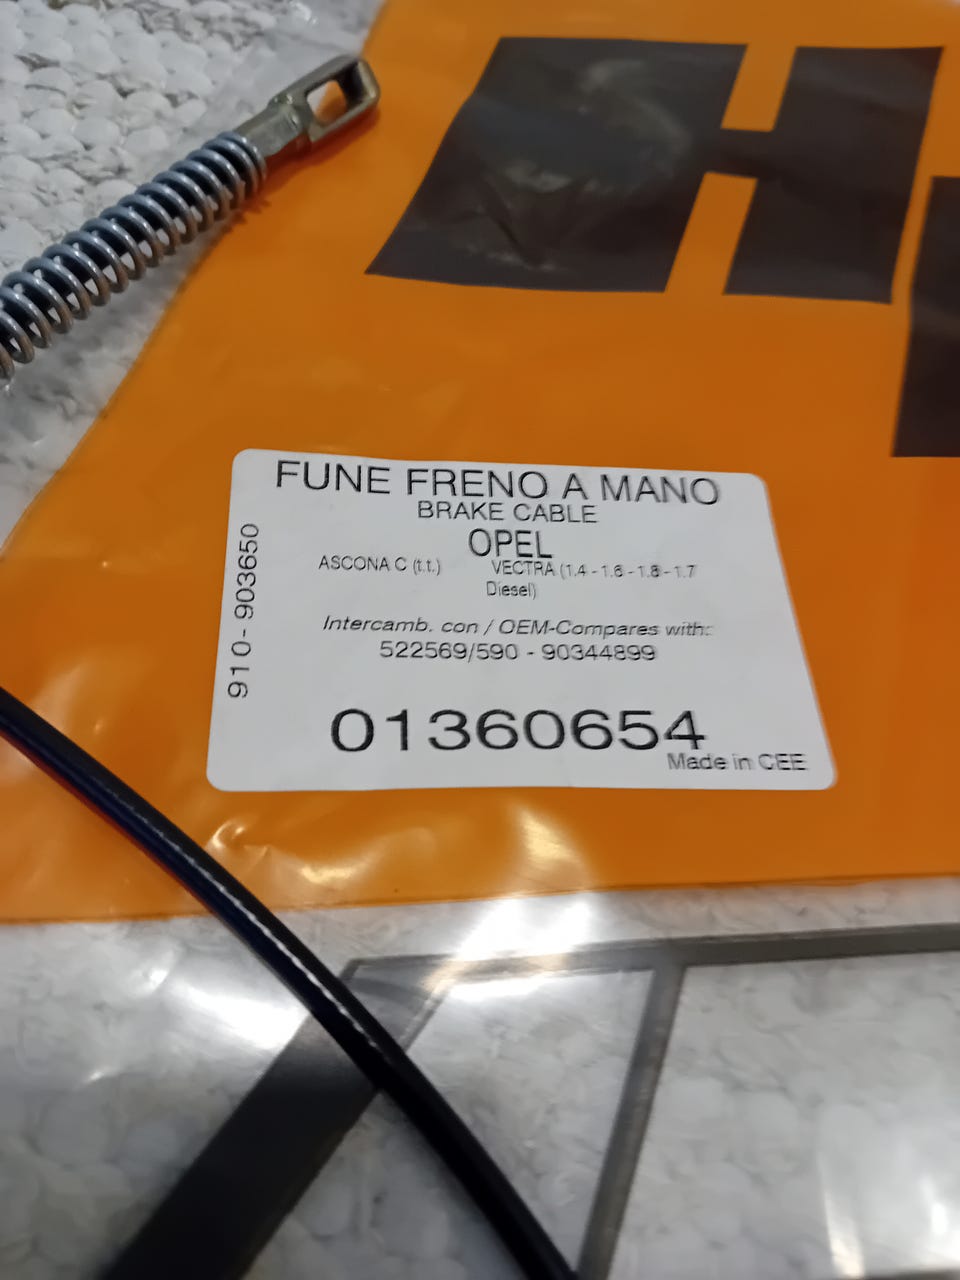 H
FUNE FRENO A MANO
BRAKE CABLE
OPEL
ASCONA C (t.t.) VECTRA (1.4 - 1.6 - 1.8 - 1.7
Diesel)
Intercamb. con / OEM-Compares with:
522569/590 - 90344899
01360654
Made in CEE
910-903650